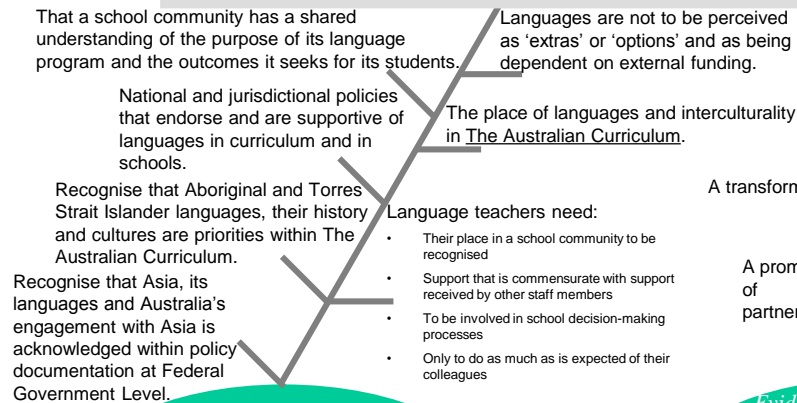 That a school community has a shared
understanding of the purpose of its language
program and the outcomes it seeks for its students.
Languages are not to be perceived
as ‘extras’ or ‘options’ and as being
dependent on external funding.
National and jurisdictional policies
that endorse and are supportive of
languages in curriculum and in
schools.
The place of languages and interculturality
in The Australian Curriculum.
Recognise that Aboriginal and Torres
Strait Islander languages, their history
and cultures are priorities within The
Australian Curriculum.
Language teachers need:
• Their place in a school community to be
recognised
• Support that is commensurate with support
received by other staff members
• To be involved in school decision-making
processes
• Only to do as much as is expected of their
colleagues
Recognise that Asia, its
languages and Australia’s
engagement with Asia is
acknowledged within policy
documentation at Federal
Government Level.
A transform
A prom
of
partner